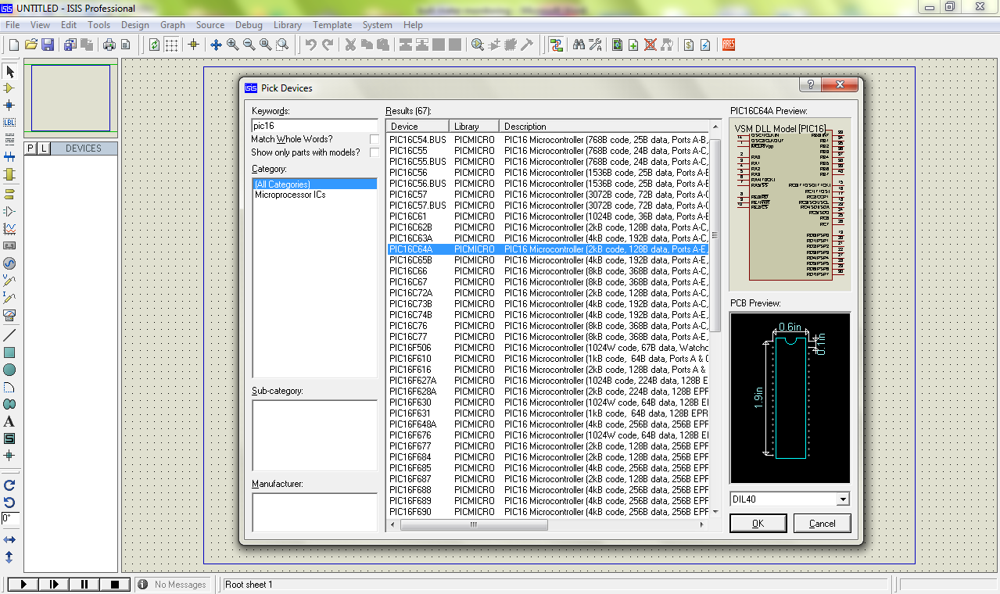 UNTITLED - ISIS Professional
File View Edit Tools Design Graph Source Debug Library Template System Help
ARES
LBL
P L DEVICES
A
S
0°
isis Pick Devices
Keywords:
pic16
Match Whole Words?
Show only parts with models?
Category:
(All Categories)
Microprocessor ICs
Sub-category:
Manufacturer:
Results (67):
Device Library Description
PIC16C54.BUS PICMICRO PIC16 Microcontroller (768B code, 25B data, Ports A-B,
PIC16C55 PICMICRO PIC16 Microcontroller (768B code, 24B data, Ports A-C,
PIC16C55.BUS PICMICRO PIC16 Microcontroller (768B code, 24B data, Ports A-C,
PIC16C56 PICMICRO PIC16 Microcontroller (1536B code, 25B data, Ports A-E
PIC16C56.BUS PICMICRO PIC16 Microcontroller (1536B code, 25B data, Ports A-E
PIC16C57 PICMICRO PIC16 Microcontroller (3072B code, 72B data, Ports A-C
PIC16C57.BUS PICMICRO PIC16 Microcontroller (3072B code, 72B data, Ports A-C
PIC16C61 PICMICRO PIC16 Microcontroller (1024B code, 36B data, Ports A-E
PIC16C62B PICMICRO PIC16 Microcontroller (2kB code, 128B data, Ports A-C,
PIC16C63A PICMICRO PIC16 Microcontroller (4kB code, 192B data, Ports A-C,
PIC16C64A PICMICRO PIC16 Microcontroller (2kB code, 128B data, Ports A-E,
PIC16C65B PICMICRO PIC16 Microcontroller (4kB code, 192B data, Ports A-E,
PIC16C66 PICMICRO PIC16 Microcontroller (8kB code, 368B data, Ports A-C,
PIC16C67 PICMICRO PIC16 Microcontroller (8kB code, 368B data, Ports A-E,
PIC16C72A PICMICRO PIC16 Microcontroller (2kB code, 128B data, Ports A-C,
PIC16C73B PICMICRO PIC16 Microcontroller (4kB code, 192B data, Ports A-C,
PIC16C74B PICMICRO PIC16 Microcontroller (4kB code, 192B data, Ports A-E,
PIC16C76 PICMICRO PIC16 Microcontroller (8kB code, 368B data, Ports A-C,
PIC16C77 PICMICRO PIC16 Microcontroller (8kB code, 368B data, Ports A-E,
PIC16F506 PICMICRO PIC16 Microcontroller (1024W code, 67B data, Watchc
PIC16F610 PICMICRO PIC16 Microcontroller (1kB code, 64B data, Ports A & C
PIC16F616 PICMICRO PIC16 Microcontroller (2kB code, 128B data, Ports A &
PIC16F627A PICMICRO PIC16 Microcontroller (1024B code, 224B data, 128B E
PIC16F628A PICMICRO PIC16 Microcontroller (2kB code, 224B data, 128B EPR
PIC16F630 PICMICRO PIC16 Microcontroller (1024W code, 64B data, 128B EI
PIC16F631 PICMICRO PIC16 Microcontroller (1kB code, 64B data, 128B EPR
PIC16F648A PICMICRO PIC16 Microcontroller (4kB code, 256B data, 256B EPF
PIC16F676 PICMICRO PIC16 Microcontroller (1024W code, 64B data, 128B EI
PIC16F677 PICMICRO PIC16 Microcontroller (2kB code, 128B data, 256B EPF
PIC16F684 PICMICRO PIC16 Microcontroller (2kB code, 128B data, 256B EPF
PIC16F685 PICMICRO PIC16 Microcontroller (4kB code, 256B data, 256B EPF
PIC16F687 PICMICRO PIC16 Microcontroller (2kB code, 128B data, 256B EPF
PIC16F688 PICMICRO PIC16 Microcontroller (4kB code, 256B data, 256B EPF
PIC16F689 PICMICRO PIC16 Microcontroller (4kB code, 256B data, 256B EPF
PIC16F690 PICMICRO PIC16 Microcontroller (4kB code, 256B data, 256B EPF
PIC16C64A Preview:
VSM DLL Model [PIC16]
RA0
RA1
RA2
RA3
PCB Preview:
0.6in
0.1in
1.9in
DIL40
OK Cancel
No Messages
Root sheet 1